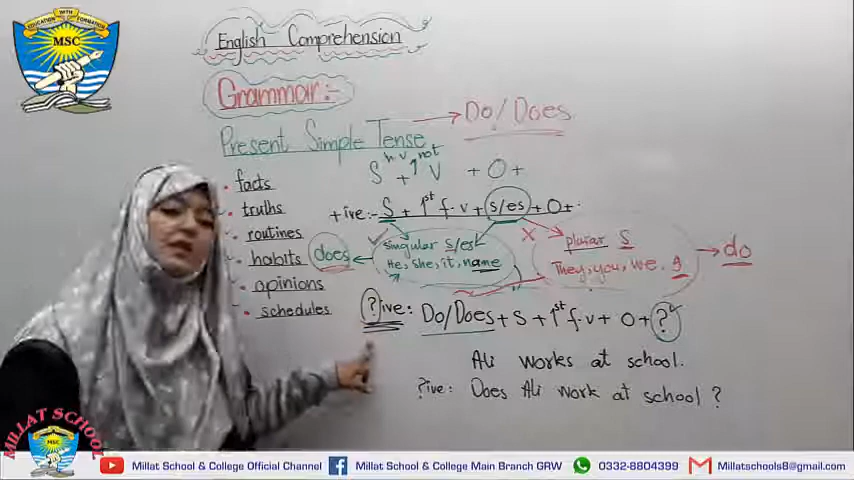 EDUCATION WITH FORMATION
MSC
English Comprehension
Grammar:-
Present Simple Tense → Do/Does
h.v not
S + 1st V + O +
• facts
• truths
• routines
• habits
• opinions
• schedules
+ive:- S + 1st f.v + s/es + O + .
singular s/es
He, she, it, name
does
X plurar S
They, you, we, I → do
?ive: Do/Does + S + 1st f.v + O + ?
Ali works at school.
?ive: Does Ali work at school ?
MILLAT SCHOOL
MSC
Millat School & College Official Channel
Millat School & College Main Branch GRW
0332-8804399
Millatschools8@gmail.com